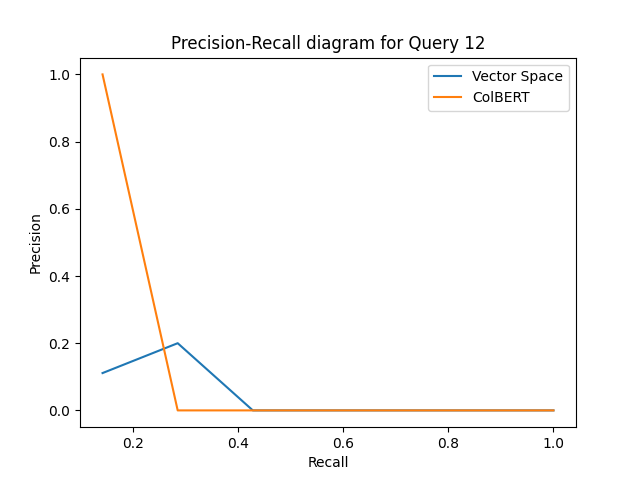 Precision-Recall diagram for Query 12
Vector Space
ColBERT
Precision
1.0
0.8
0.6
0.4
0.2
0.0
0.2 0.4 0.6 0.8 1.0
Recall